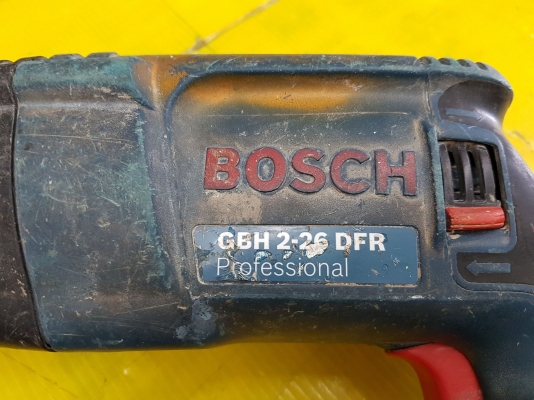 BOSCH
GBH 2-26 DFR
Professional